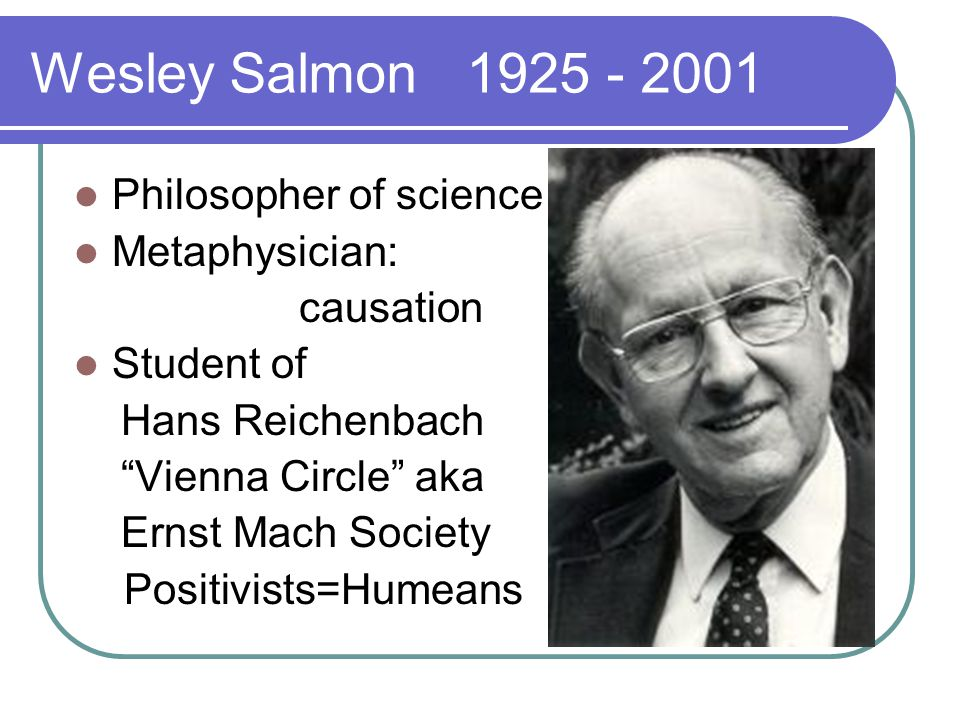 Wesley Salmon 1925 - 2001
Philosopher of science
Metaphysician:
causation
Student of
Hans Reichenbach
“Vienna Circle” aka
Ernst Mach Society
Positivists=Humeans